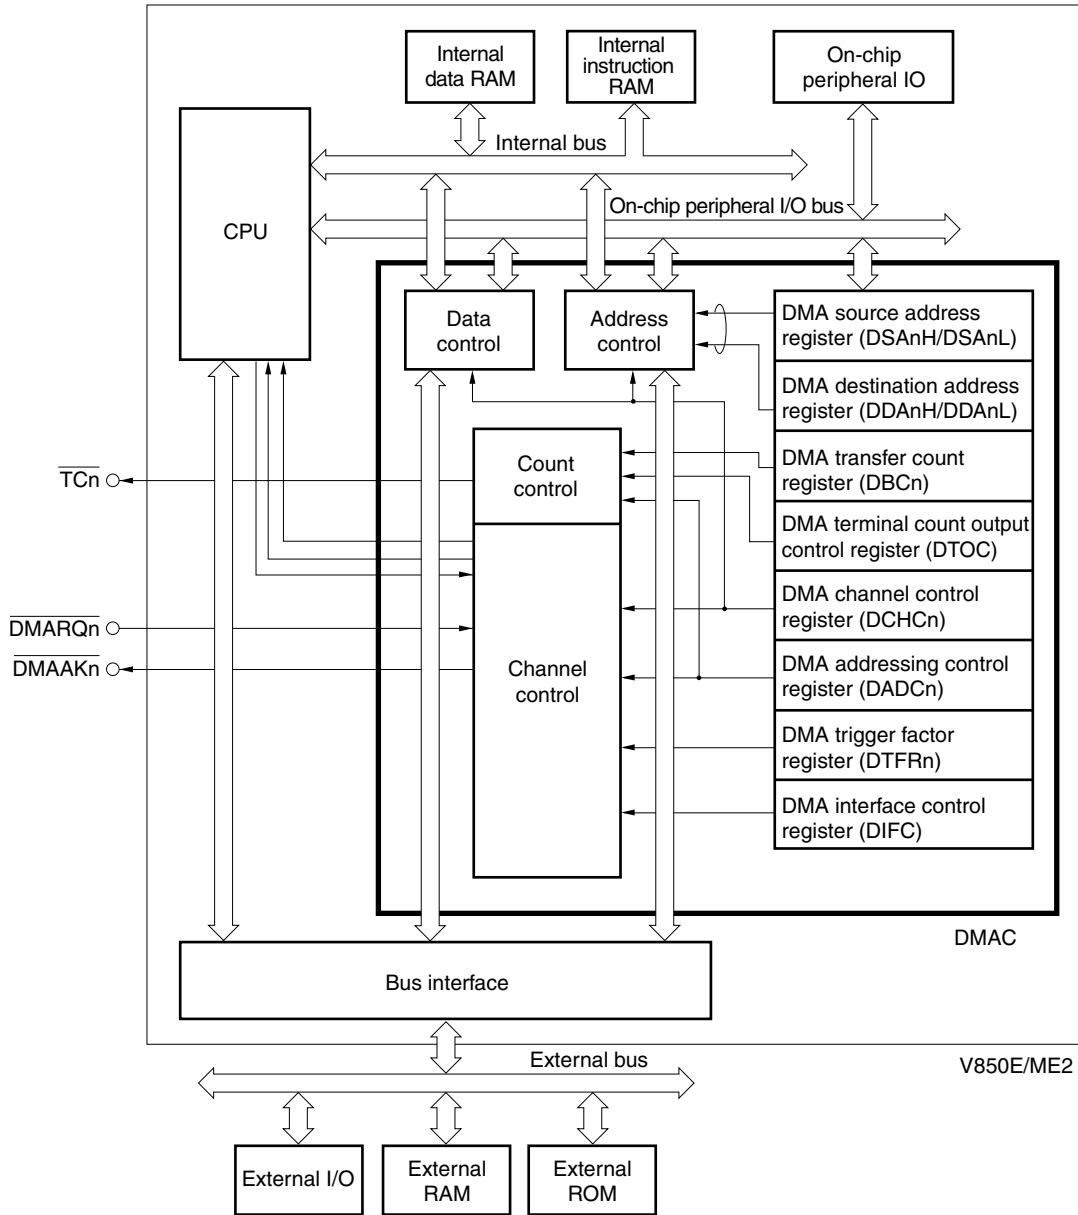 Internal
data RAM
Internal
instruction
RAM
On-chip
peripheral IO
Internal bus
On-chip peripheral I/O bus
CPU
Data
control
Address
control
DMA source address
register (DSAnH/DSAnL)
DMA destination address
register (DDAnH/DDAnL)
DMA transfer count
register (DBCn)
DMA terminal count output
control register (DTOC)
DMA channel control
register (DCHCn)
DMA addressing control
register (DADCn)
DMA trigger factor
register (DTFRn)
DMA interface control
register (DIFC)
Count
control
Channel
control
TCn
DMARQn
DMAAKn
DMAC
Bus interface
V850E/ME2
External bus
External I/O
External
RAM
External
ROM